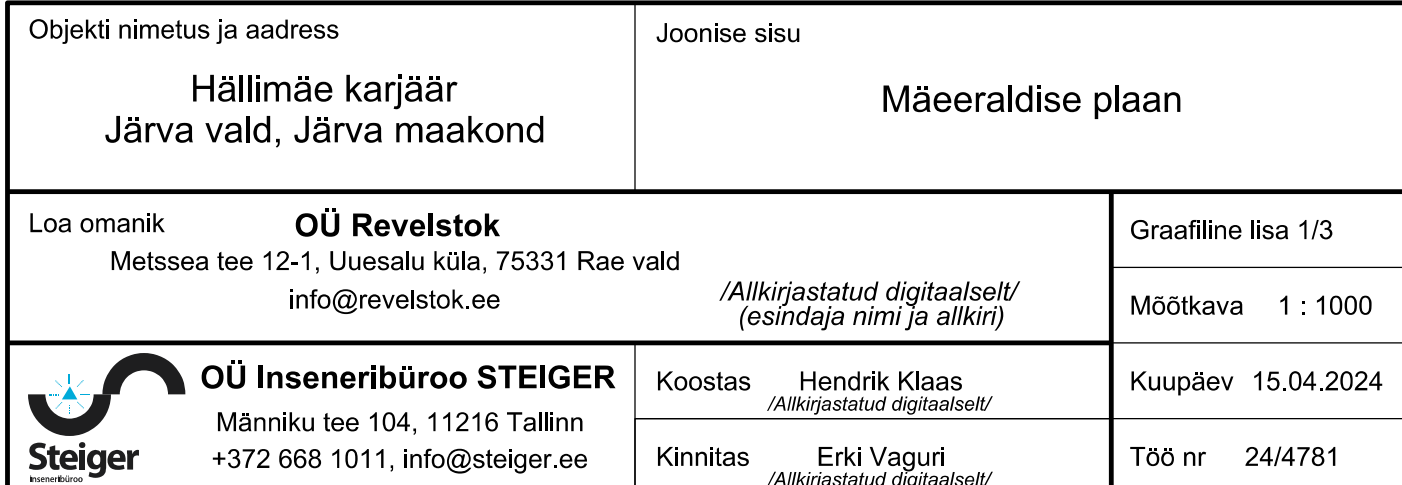 Objekti nimetus ja aadress
Hällimäe karjäär
Järva vald, Järva maakond
Joonise sisu
Mäeeraldise plaan
Loa omanik
OÜ Revelstok
Metssea tee 12-1, Uuesalu küla, 75331 Rae vald
info@revelstok.ee
/Allkirjastatud digitaalselt/
(esindaja nimi ja allkiri)
Graafiline lisa 1/3
Mõõtkava 1 : 1000
Steiger
Inseneribüroo
OÜ Inseneribüroo STEIGER
Männiku tee 104, 11216 Tallinn
+372 668 1011, info@steiger.ee
Koostas Hendrik Klaas
/Allkirjastatud digitaalselt/
Kuupäev 15.04.2024
Kinnitas Erki Vaguri
/Allkirjastatud digitaalselt/
Töö nr 24/4781